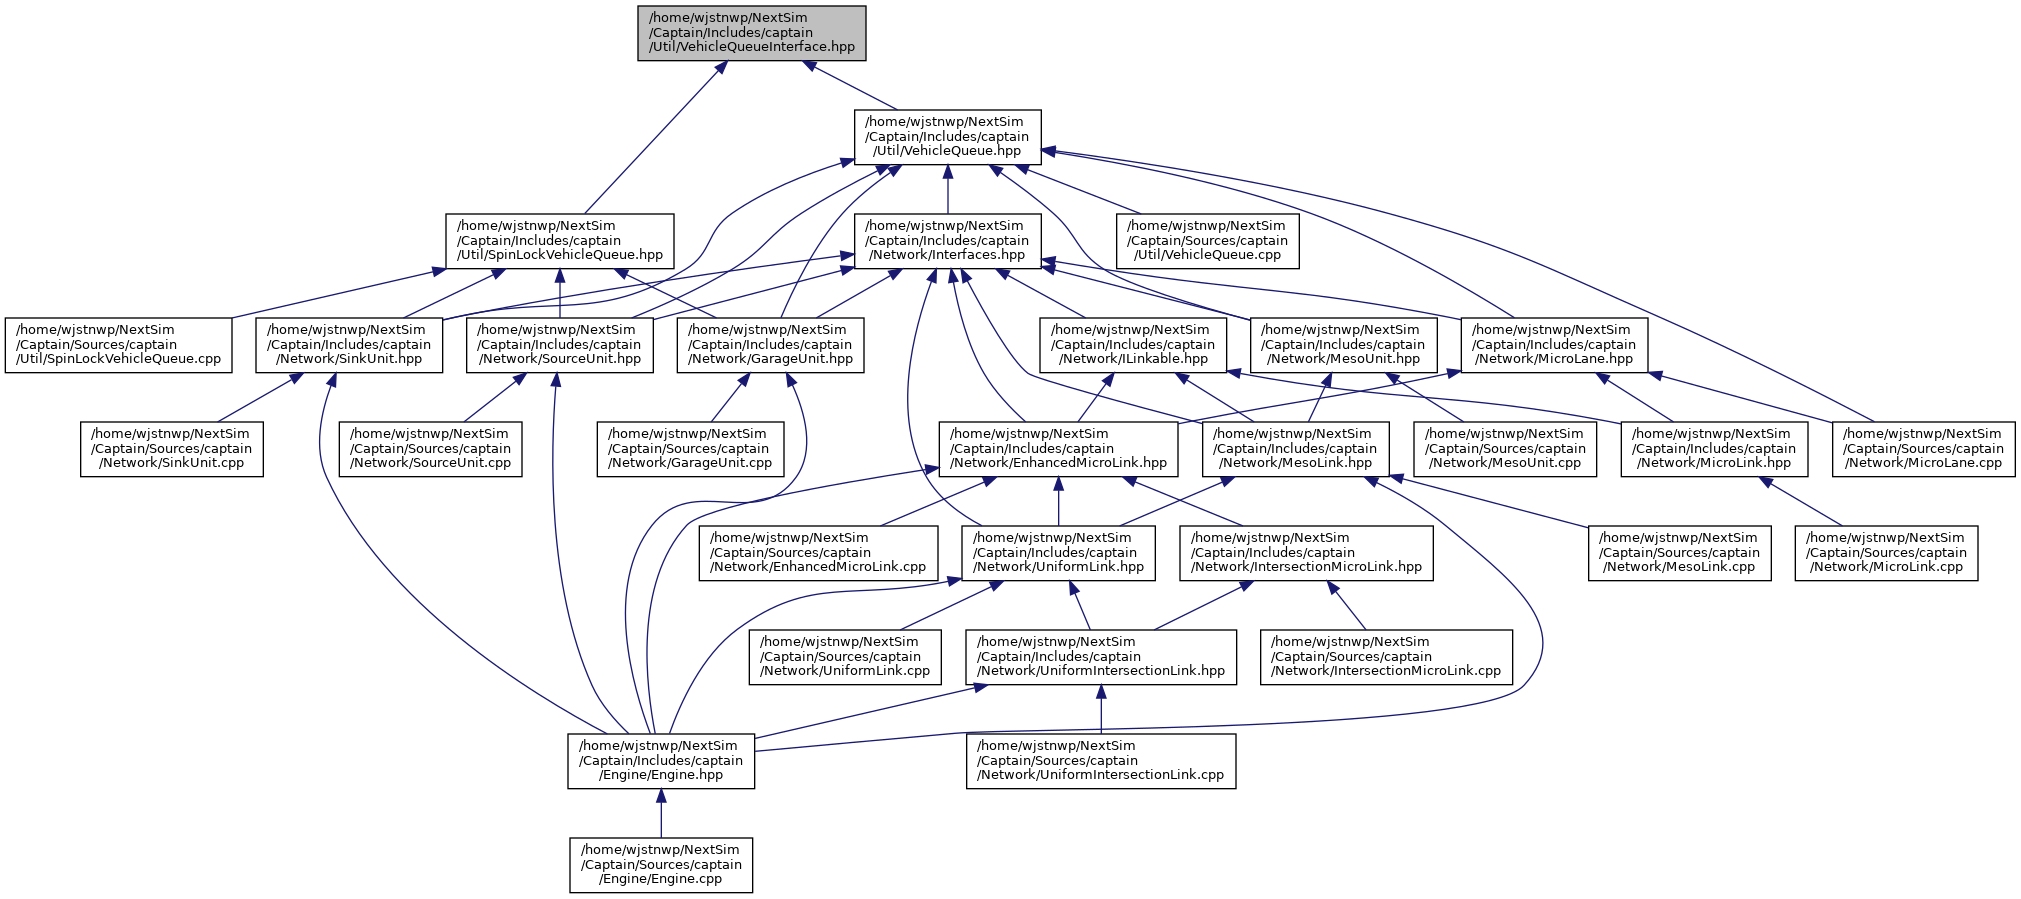 /home/wjstnwp/NextSim
/Captain/Includes/captain
/Util/VehicleQueueInterface.hpp
/home/wjstnwp/NextSim
/Captain/Includes/captain
/Util/VehicleQueue.hpp
/home/wjstnwp/NextSim
/Captain/Includes/captain
/Util/SpinLockVehicleQueue.hpp
/home/wjstnwp/NextSim
/Captain/Includes/captain
/Network/Interfaces.hpp
/home/wjstnwp/NextSim
/Captain/Sources/captain
/Util/VehicleQueue.cpp
/home/wjstnwp/NextSim
/Captain/Sources/captain
/Util/SpinLockVehicleQueue.cpp
/home/wjstnwp/NextSim
/Captain/Includes/captain
/Network/SinkUnit.hpp
/home/wjstnwp/NextSim
/Captain/Includes/captain
/Network/SourceUnit.hpp
/home/wjstnwp/NextSim
/Captain/Includes/captain
/Network/GarageUnit.hpp
/home/wjstnwp/NextSim
/Captain/Includes/captain
/Network/ILinkable.hpp
/home/wjstnwp/NextSim
/Captain/Includes/captain
/Network/MesoUnit.hpp
/home/wjstnwp/NextSim
/Captain/Includes/captain
/Network/MicroLane.hpp
/home/wjstnwp/NextSim
/Captain/Sources/captain
/Network/SinkUnit.cpp
/home/wjstnwp/NextSim
/Captain/Sources/captain
/Network/SourceUnit.cpp
/home/wjstnwp/NextSim
/Captain/Sources/captain
/Network/GarageUnit.cpp
/home/wjstnwp/NextSim
/Captain/Includes/captain
/Network/EnhancedMicroLink.hpp
/home/wjstnwp/NextSim
/Captain/Includes/captain
/Network/MesoLink.hpp
/home/wjstnwp/NextSim
/Captain/Sources/captain
/Network/MesoUnit.cpp
/home/wjstnwp/NextSim
/Captain/Includes/captain
/Network/MicroLink.hpp
/home/wjstnwp/NextSim
/Captain/Sources/captain
/Network/MicroLane.cpp
/home/wjstnwp/NextSim
/Captain/Sources/captain
/Network/EnhancedMicroLink.cpp
/home/wjstnwp/NextSim
/Captain/Includes/captain
/Network/UniformLink.hpp
/home/wjstnwp/NextSim
/Captain/Includes/captain
/Network/IntersectionMicroLink.hpp
/home/wjstnwp/NextSim
/Captain/Sources/captain
/Network/MesoLink.cpp
/home/wjstnwp/NextSim
/Captain/Sources/captain
/Network/MicroLink.cpp
/home/wjstnwp/NextSim
/Captain/Sources/captain
/Network/UniformLink.cpp
/home/wjstnwp/NextSim
/Captain/Includes/captain
/Network/UniformIntersectionLink.hpp
/home/wjstnwp/NextSim
/Captain/Sources/captain
/Network/IntersectionMicroLink.cpp
/home/wjstnwp/NextSim
/Captain/Includes/captain
/Engine/Engine.hpp
/home/wjstnwp/NextSim
/Captain/Sources/captain
/Network/UniformIntersectionLink.cpp
/home/wjstnwp/NextSim
/Captain/Sources/captain
/Engine/Engine.cpp